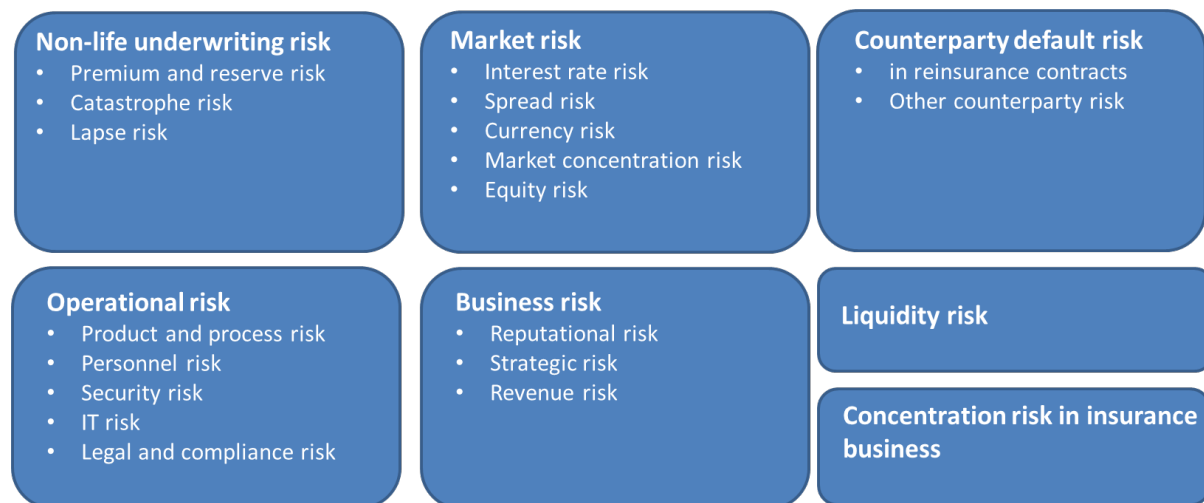 Non-life underwriting risk
• Premium and reserve risk
• Catastrophe risk
• Lapse risk
Market risk
• Interest rate risk
• Spread risk
• Currency risk
• Market concentration risk
• Equity risk
Counterparty default risk
• in reinsurance contracts
• Other counterparty risk
Operational risk
• Product and process risk
• Personnel risk
• Security risk
• IT risk
• Legal and compliance risk
Business risk
• Reputational risk
• Strategic risk
• Revenue risk
Liquidity risk
Concentration risk in insurance
business